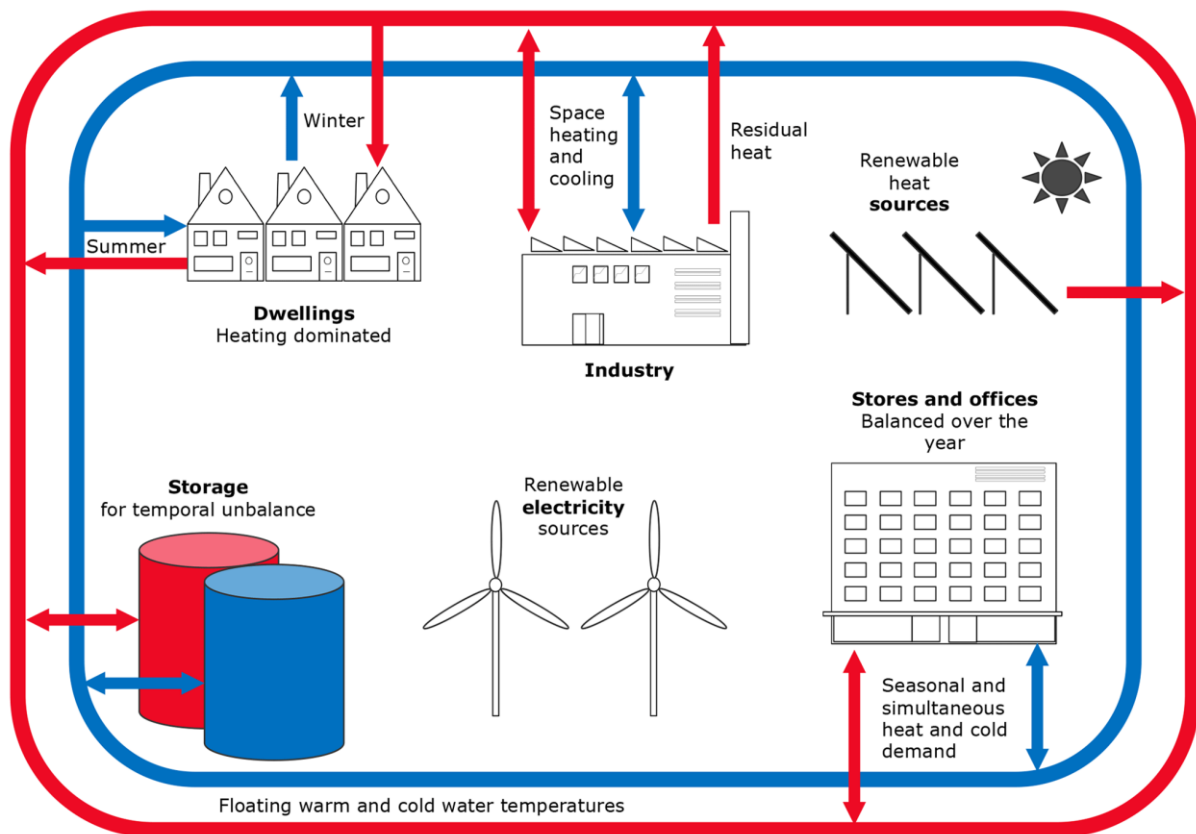 Winter
Summer
Dwellings
Heating dominated
Space
heating
and
cooling
Residual
heat
Industry
Renewable
heat
sources
Stores and offices
Balanced over the
year
Storage
for temporal unbalance
Renewable
electricity
sources
Seasonal and
simultaneous
heat and cold
demand
Floating warm and cold water temperatures